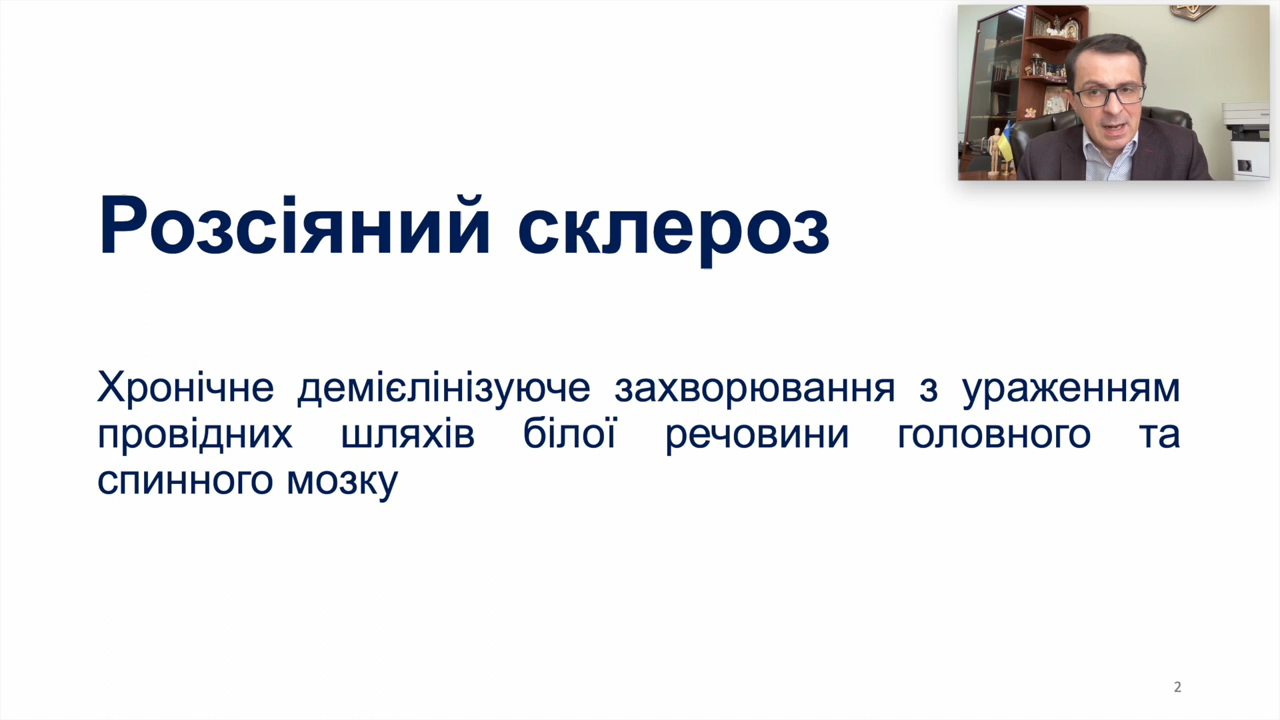 Розсіяний склероз
Хронічне демієлінізуюче захворювання з ураженням
провідних шляхів білої речовини головного та
спинного мозку
2